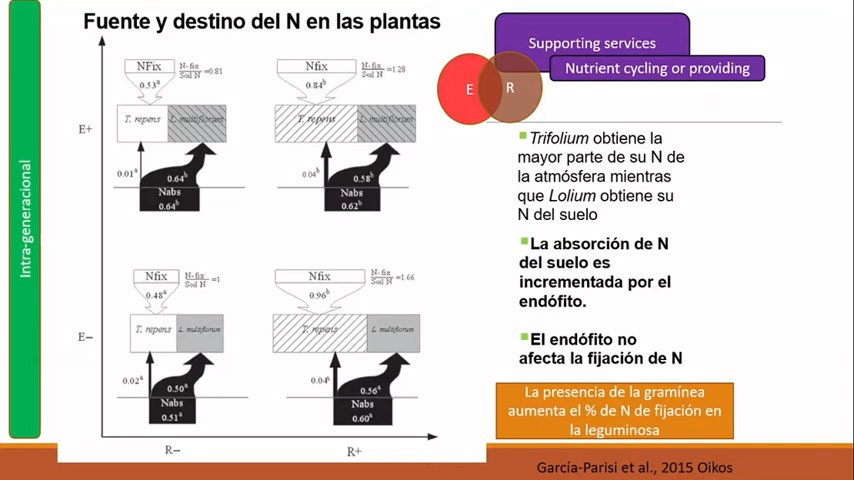 Fuente y destino del N en las plantas
Supporting services
Nutrient cycling or providing
E
R
Intra-generacional
E+
NFix
N-fix
Soil N
=0.81
0.53ª
T. repens
L. multiflorum
0.01ª
0.64ᵇ
Nabs
0.64ᵇ
Nfix
N-fix
Soil N
=1.28
0.84ᵇ
T. repens
L. multiflorum
0.04ᵇ
0.58ᵇ
Nabs
0.62ᵇ
E−
Nfix
N-fix
Soil N
=1
0.48ª
T. repens
L. multiflorum
0.02ª
0.50ª
Nabs
0.51ª
Nfix
N-fix
Soil N
=1.66
0.96ᵇ
T. repens
L. multiflorum
0.04ᵇ
0.56ª
Nabs
0.60ª
R−
R+
Trifolium obtiene la
mayor parte de su N de
la atmósfera mientras
que Lolium obtiene su
N del suelo
La absorción de N
del suelo es
incrementada por el
endófito.
El endófito no
afecta la fijación de N
La presencia de la gramínea
aumenta el % de N de fijación en
la leguminosa
García-Parisi et al., 2015 Oikos